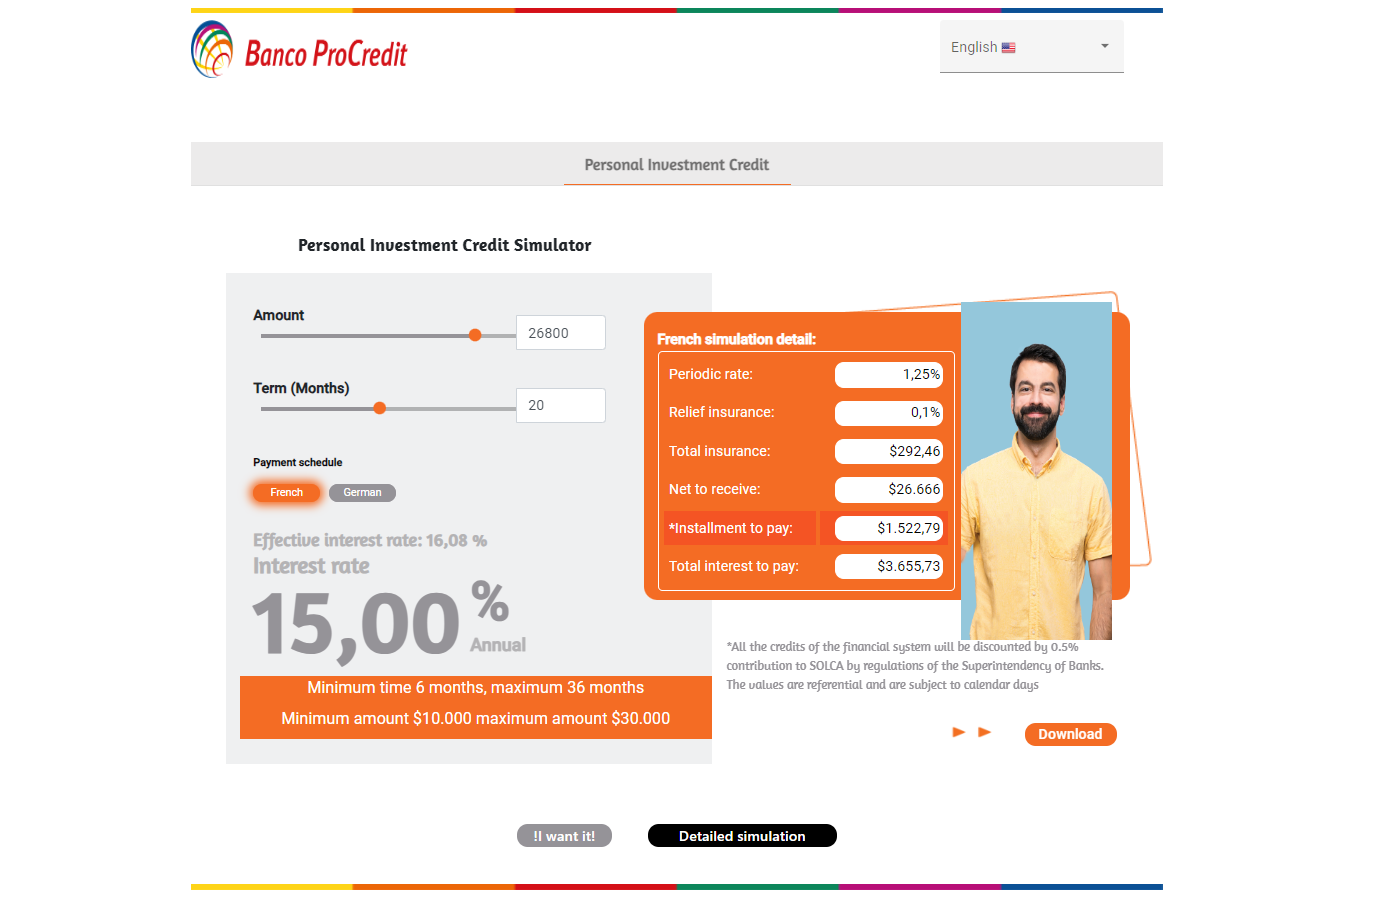 Banco ProCredit
English
Personal Investment Credit
Personal Investment Credit Simulator
Amount
26800
Term (Months)
20
Payment schedule
French
German
Effective interest rate: 16,08 %
Interest rate
15,00 %
Annual
Minimum time 6 months, maximum 36 months
Minimum amount $10.000 maximum amount $30.000
French simulation detail:
Periodic rate: 1,25%
Relief insurance: 0,1%
Total insurance: $292,46
Net to receive: $26.666
*Installment to pay: $1.522,79
Total interest to pay: $3.655,73
*All the credits of the financial system will be discounted by 0.5%
contribution to SOLCA by regulations of the Superintendency of Banks.
The values are referential and are subject to calendar days
Download
!I want it!
Detailed simulation